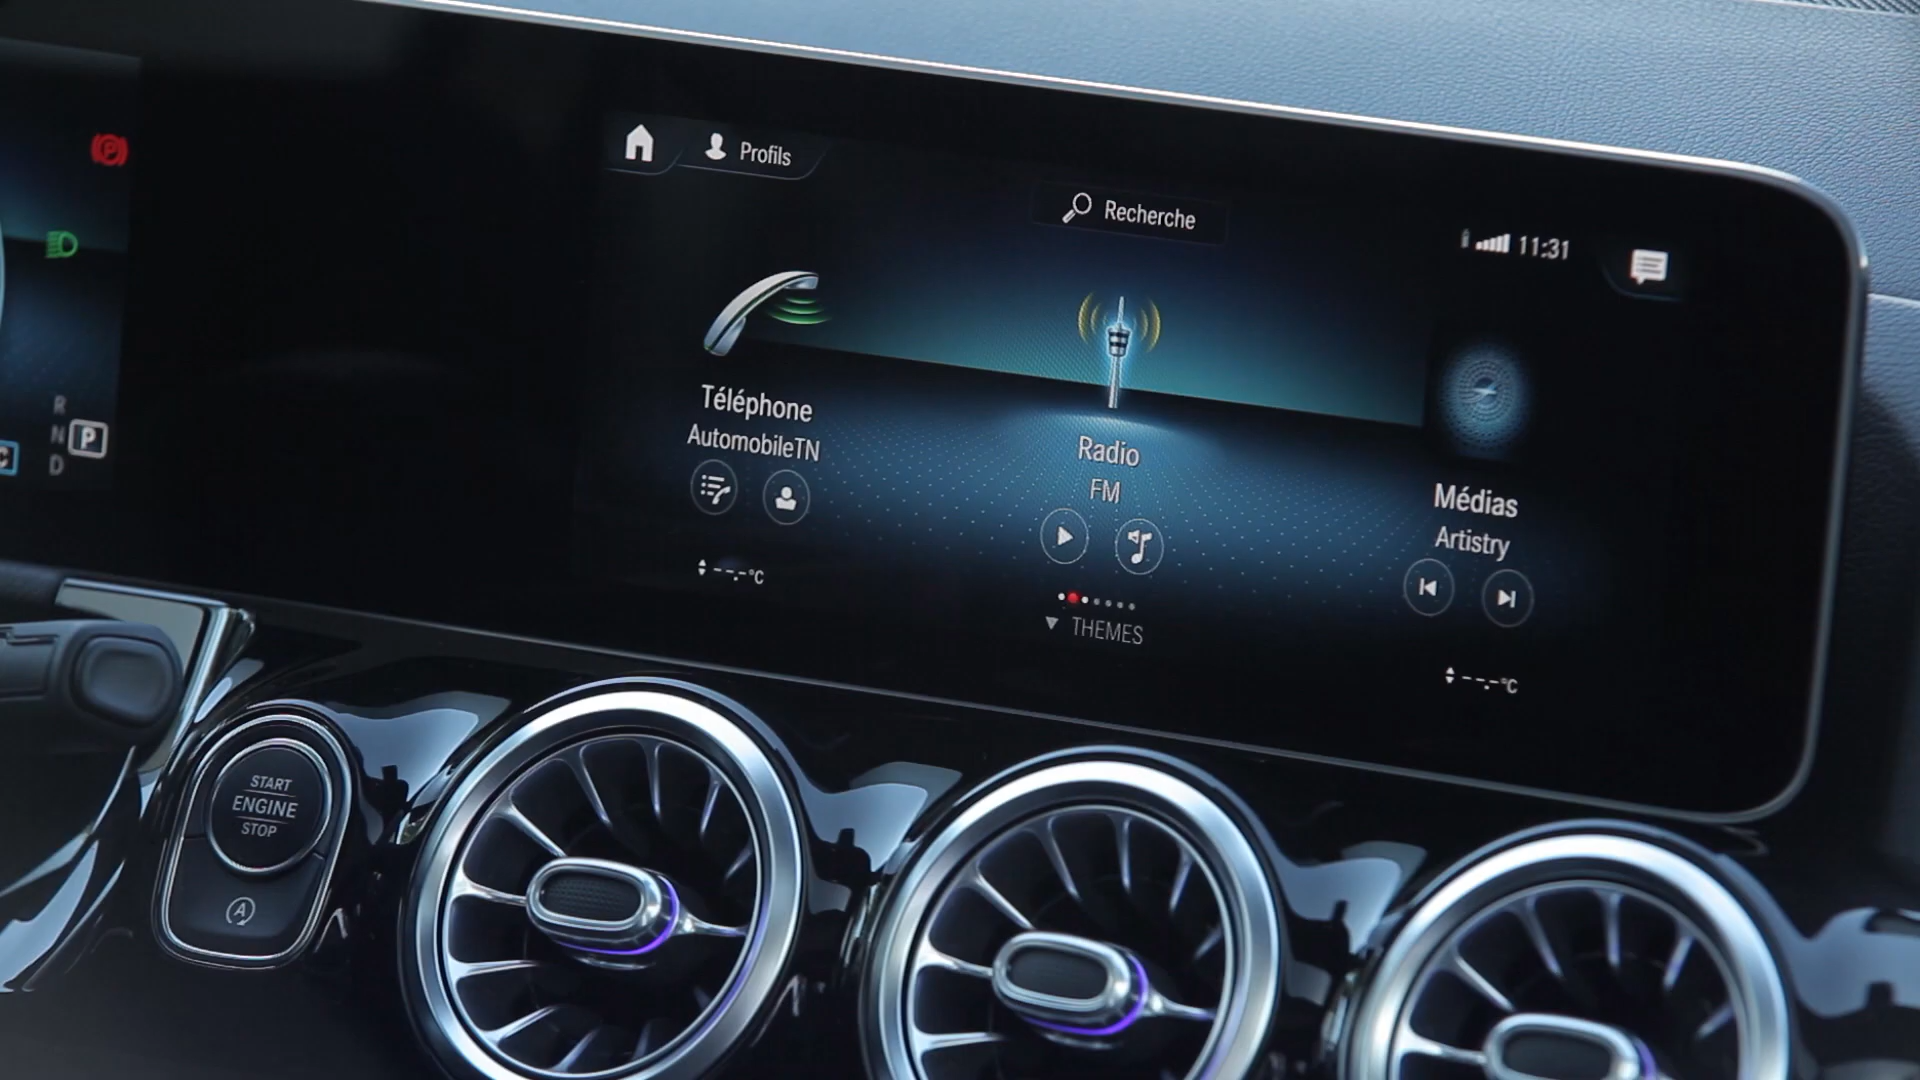 Profils
Recherche
11:31
Téléphone
AutomobileTN
Radio
FM
Médias
Artistry
--.-°C
THEMES
--.-°C
P
R
N
D
P
C
START
ENGINE
STOP
A